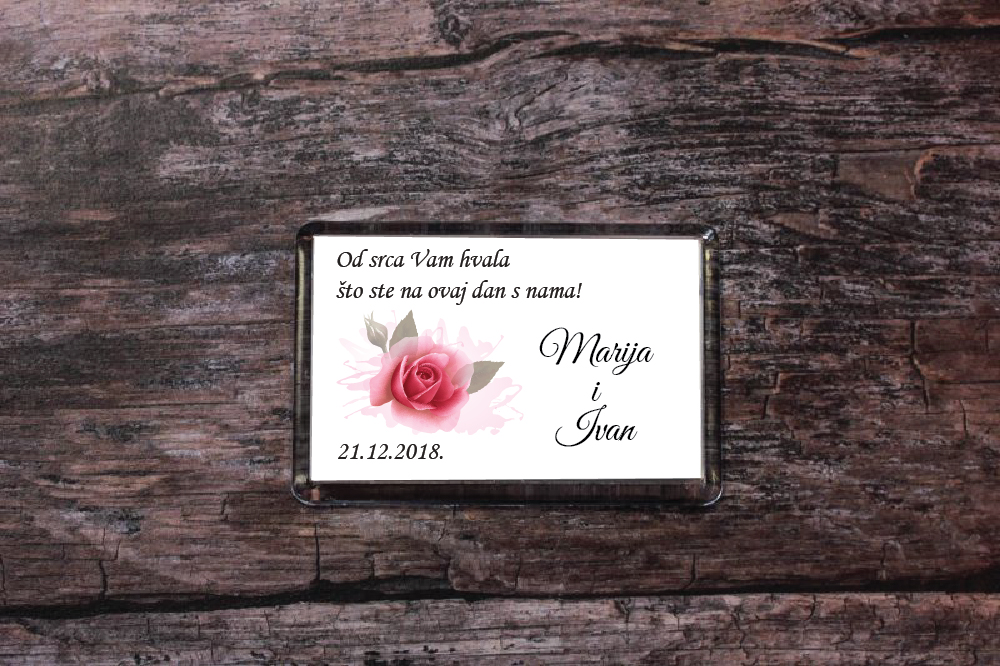 Od srca Vam hvala
što ste na ovaj dan s nama!
Marija
i
Ivan
21.12.2018.